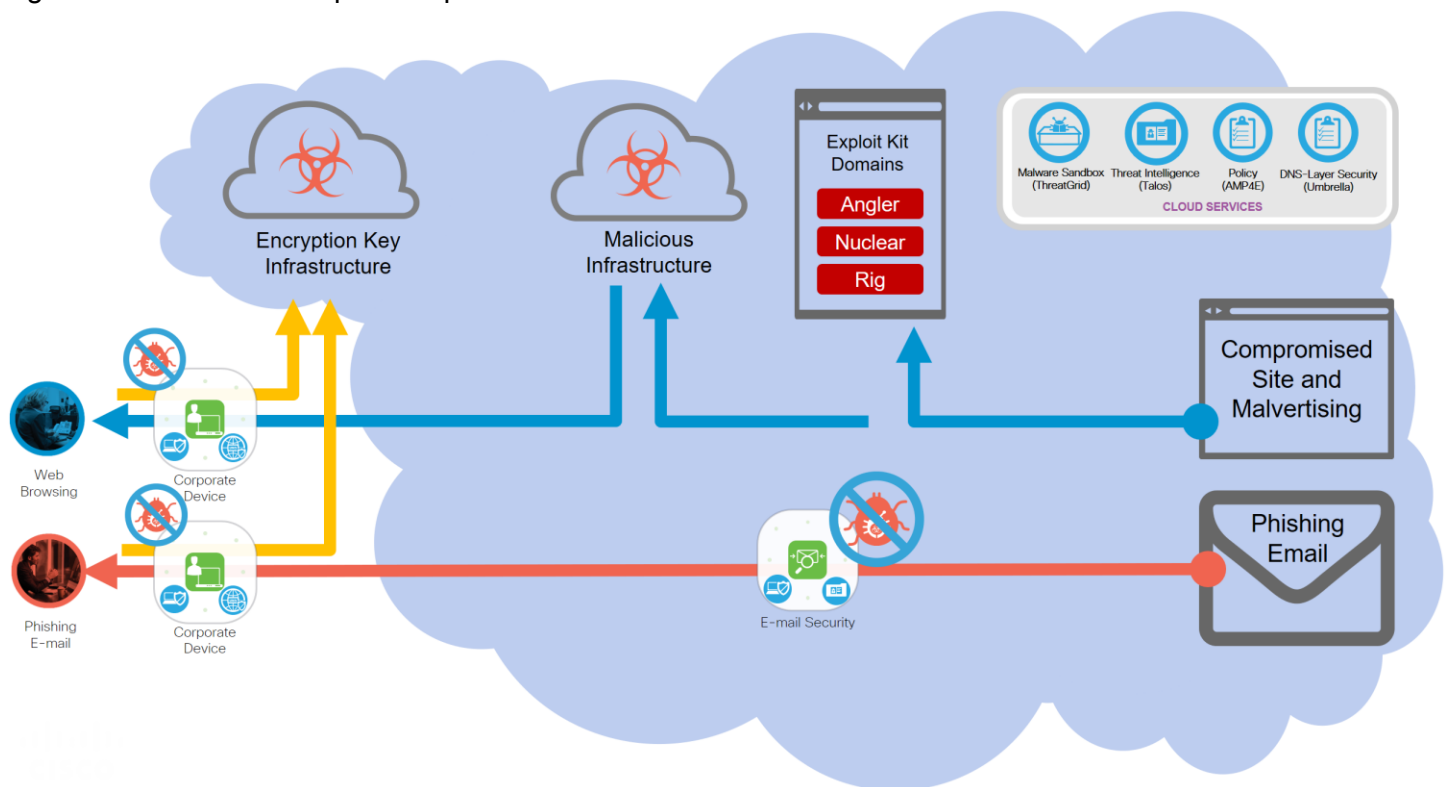 Encryption Key
Infrastructure
Malicious
Infrastructure
Exploit Kit
Domains
Angler
Nuclear
Rig
Malware Sandbox
(ThreatGrid)
Threat Intelligence
(Talos)
Policy
(AMP4E)
DNS-Layer Security
(Umbrella)
CLOUD SERVICES
Compromised
Site and
Malvertising
Web
Browsing
Corporate
Device
Phishing
Email
Phishing
E-mail
Corporate
Device
E-mail Security